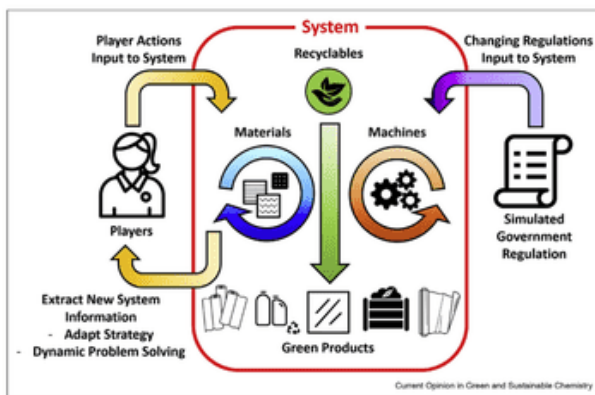 System
Player Actions
Input to System
Recyclables
Changing Regulations
Input to System
Materials
Machines
Players
Simulated
Government
Regulation
Extract New System
Information
- Adapt Strategy
- Dynamic Problem Solving
Green Products
Current Opinion in Green and Sustainable Chemistry